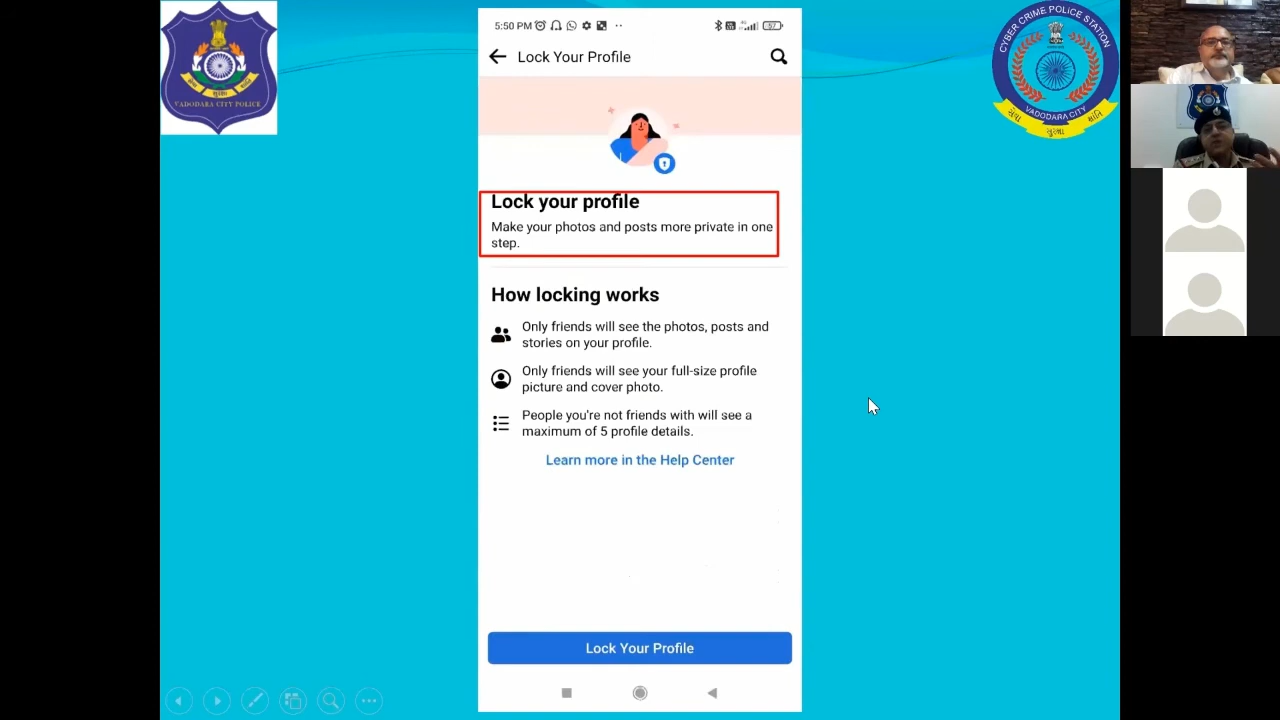 VADODARA CITY POLICE
5:50 PM
57
Lock Your Profile
CYBER CRIME POLICE STATION
VADODARA CITY
સેવા
સુરક્ષા
શાંતિ
Lock your profile
Make your photos and posts more private in one
step.
How locking works
Only friends will see the photos, posts and
stories on your profile.
Only friends will see your full-size profile
picture and cover photo.
People you're not friends with will see a
maximum of 5 profile details.
Learn more in the Help Center
Lock Your Profile